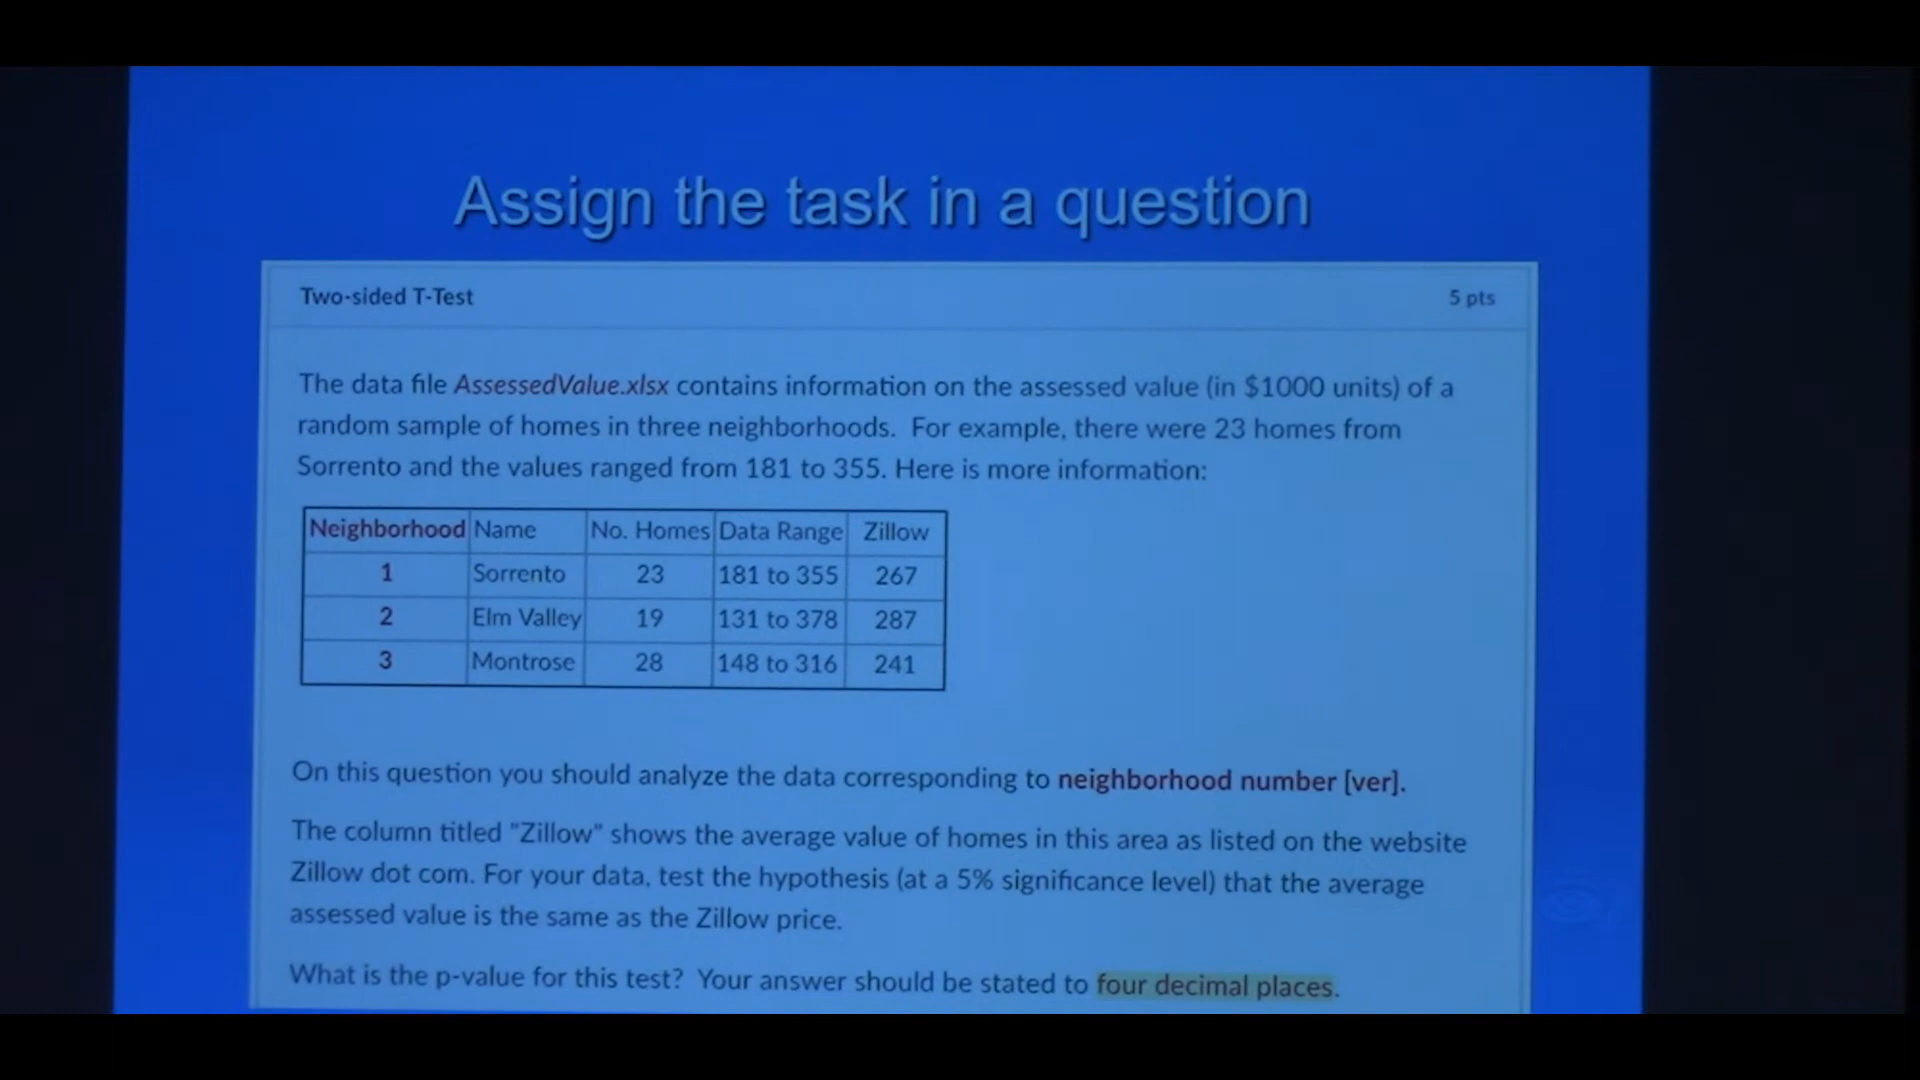 Assign the task in a question
Two-sided T-Test 5 pts
The data file AssessedValue.xlsx contains information on the assessed value (in $1000 units) of a
random sample of homes in three neighborhoods. For example, there were 23 homes from
Sorrento and the values ranged from 181 to 355. Here is more information:
Neighborhood Name No. Homes Data Range Zillow
1 Sorrento 23 181 to 355 267
2 Elm Valley 19 131 to 378 287
3 Montrose 28 148 to 316 241
On this question you should analyze the data corresponding to neighborhood number [ver].
The column titled "Zillow" shows the average value of homes in this area as listed on the website
Zillow dot com. For your data, test the hypothesis (at a 5% significance level) that the average
assessed value is the same as the Zillow price.
What is the p-value for this test? Your answer should be stated to four decimal places.